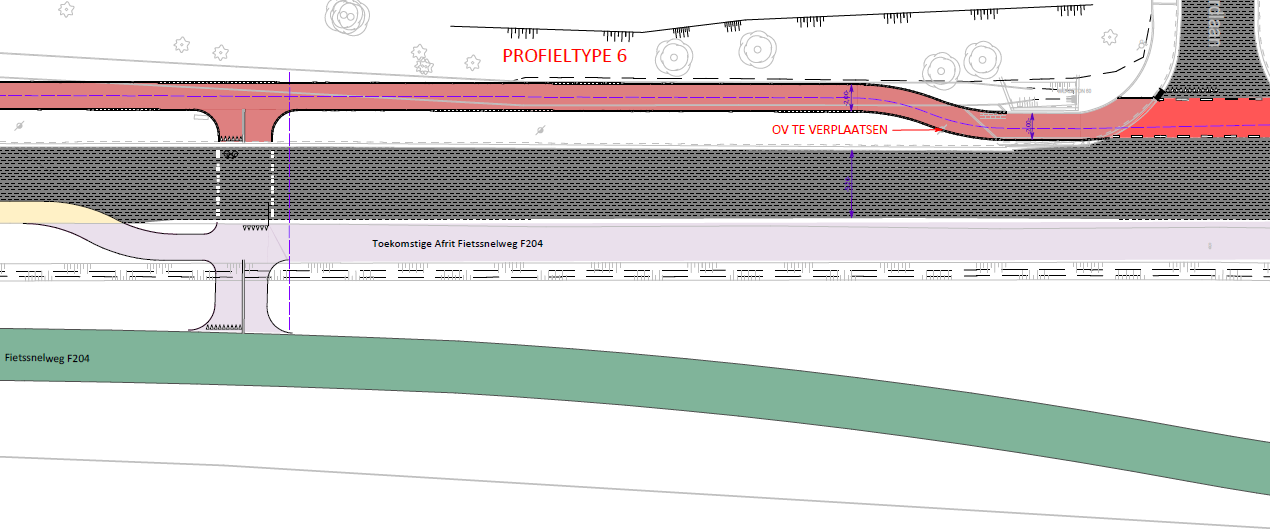 PROFIELTYPE 6
OV TE VERPLAATSEN
Toekomstige Afrit Fietssnelweg F204
Fietssnelweg F204